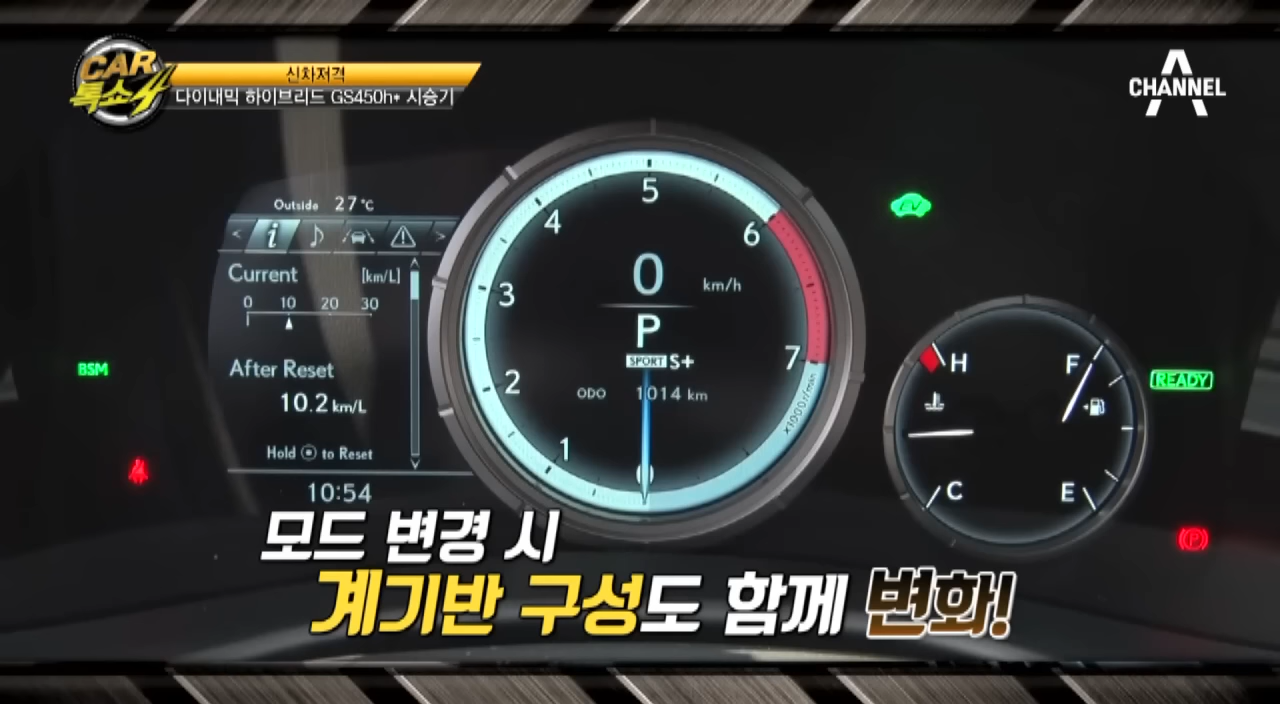 CAR
톡쇼4
신차저격
다이내믹 하이브리드 GS450h+ 시승기
A
CHANNEL
Outside 27°C
< i >
Current [km/L]
0 10 20 30
After Reset
10.2 km/L
Hold to Reset
10:54
0 1 2 3 4 5 6 7
x1000r/min
0 km/h
P
SPORT S+
ODO 1014 km
EV
BSM
H F
C E
READY
(P)
모드 변경 시
계기반 구성도 함께 변화!